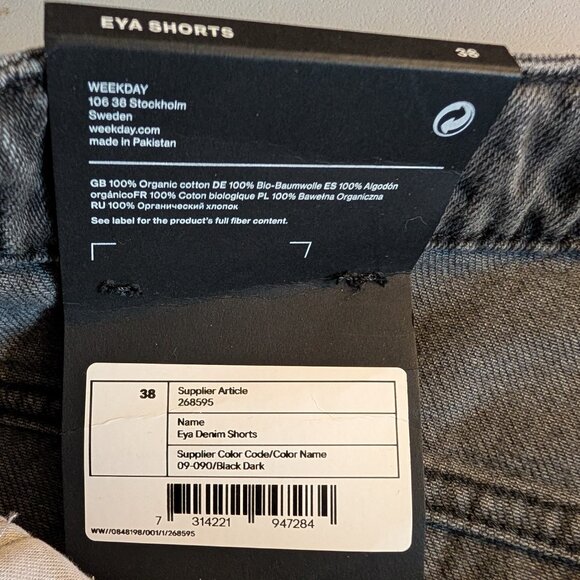 EYA SHORTS
38
WEEKDAY
106 38 Stockholm
Sweden
weekday.com
made in Pakistan
GB 100% Organic cotton DE 100% Bio-Baumwolle ES 100% Algodón
orgánicoFR 100% Coton biologique PL 100% Bawełna Organiczna
RU 100% Органический хлопок
See label for the product's full fiber content.
38
Supplier Article
268595
Name
Eya Denim Shorts
Supplier Color Code/Color Name
09-090/Black Dark
7 314221 947284
WW//0848198/001/1/268595